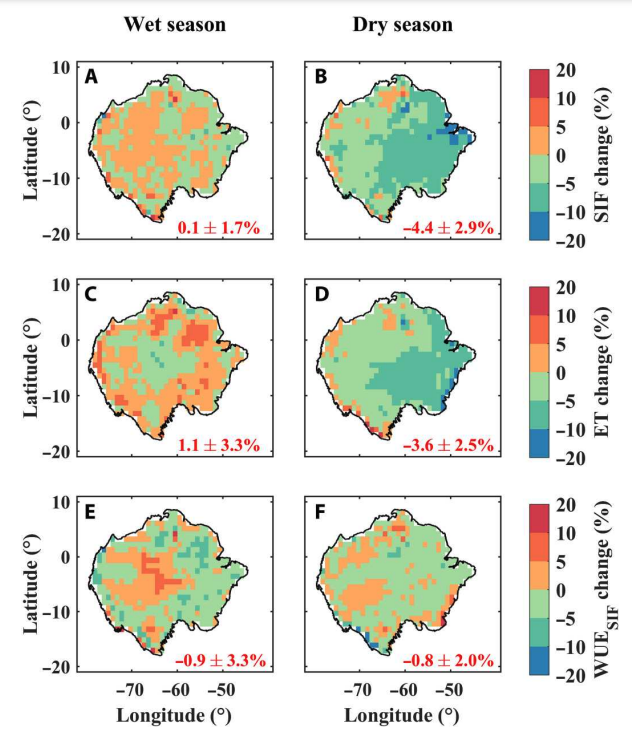 Wet season
Dry season
A
10
0
−10
−20
Latitude (°)
0.1 ± 1.7%
B
−4.4 ± 2.9%
20
10
5
0
−5
−10
−20
SIF change (%)
C
10
0
−10
−20
Latitude (°)
1.1 ± 3.3%
D
−3.6 ± 2.5%
20
10
5
0
−5
−10
−20
ET change (%)
E
10
0
−10
−20
Latitude (°)
−0.9 ± 3.3%
−70 −60 −50
Longitude (°)
F
−0.8 ± 2.0%
−70 −60 −50
Longitude (°)
20
10
5
0
−5
−10
−20
WUE SIF change (%)